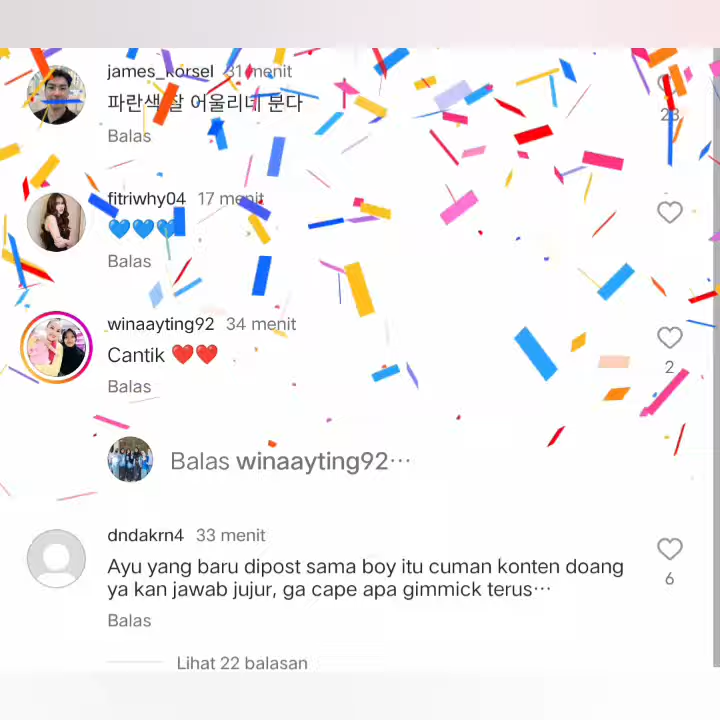 james_korsel 31 menit
파란색 잘 어울리네 분다
Balas
23
fitriwhy04 17 menit
💙💙💙
Balas
winaayting92 34 menit
Cantik ❤️❤️
Balas
2
Balas winaayting92...
dndakrn4 33 menit
Ayu yang baru dipost sama boy itu cuman konten doang
ya kan jawab jujur, ga cape apa gimmick terus...
Balas
6
Lihat 22 balasan